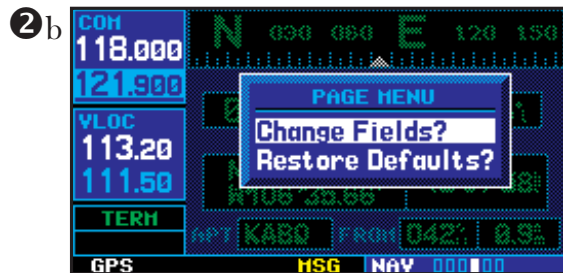 ❷b
COM
118.000
121.900
VLOC
113.20
111.50
TERM
GPS
N 030 060 E 120 150
PAGE MENU
Change Fields?
Restore Defaults?
APT KABQ FROM 042° 0.9
MSG NAV